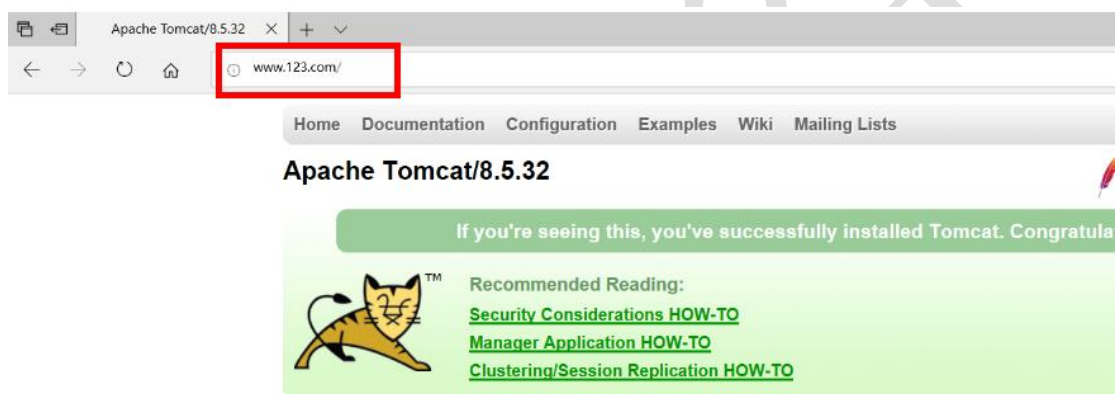 Apache Tomcat/8.5.32
www.123.com/
Home Documentation Configuration Examples Wiki Mailing Lists
Apache Tomcat/8.5.32
If you're seeing this, you've successfully installed Tomcat. Congratula
TM
Recommended Reading:
Security Considerations HOW-TO
Manager Application HOW-TO
Clustering/Session Replication HOW-TO